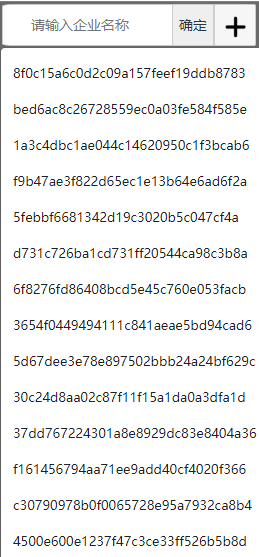 请输入企业名称 确定
8f0c15a6c0d2c09a157feef19ddb8783
bed6ac8c26728559ec0a03fe584f585e
1a3c4dbc1ae044c14620950c1f3bcab6
f9b47ae3f822d65ec1e13b64e6ad6f2a
5febbf6681342d19c3020b5c047cf4a
d731c726ba1cd731ff20544ca98c3b8a
6f8276fd86408bcd5e45c760e053facb
3654f0449494111c841aeae5bd94cad6
5d67dee3e78e897502bbb24a24bf629c
30c24d8aa02c87f11f15a1da0a3dfa1d
37dd767224301a8e8929dc83e8404a36
f161456794aa71ee9add40cf4020f366
c30790978b0f0065728e95a7932ca8b4
4500e600e1237f47c3ce33ff526b5b8d